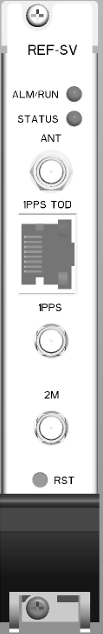 REF-SV
ALM/RUN
STATUS
ANT
1PPS TOD
1PPS
2M
RST